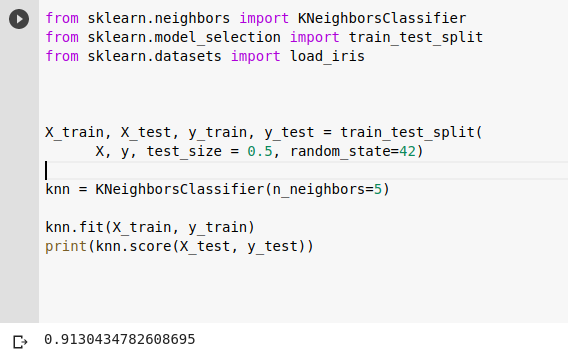 from sklearn.neighbors import KNeighborsClassifier
from sklearn.model_selection import train_test_split
from sklearn.datasets import load_iris
X_train, X_test, y_train, y_test = train_test_split(
X, y, test_size = 0.5, random_state=42)
knn = KNeighborsClassifier(n_neighbors=5)
knn.fit(X_train, y_train)
print(knn.score(X_test, y_test))
0.9130434782608695